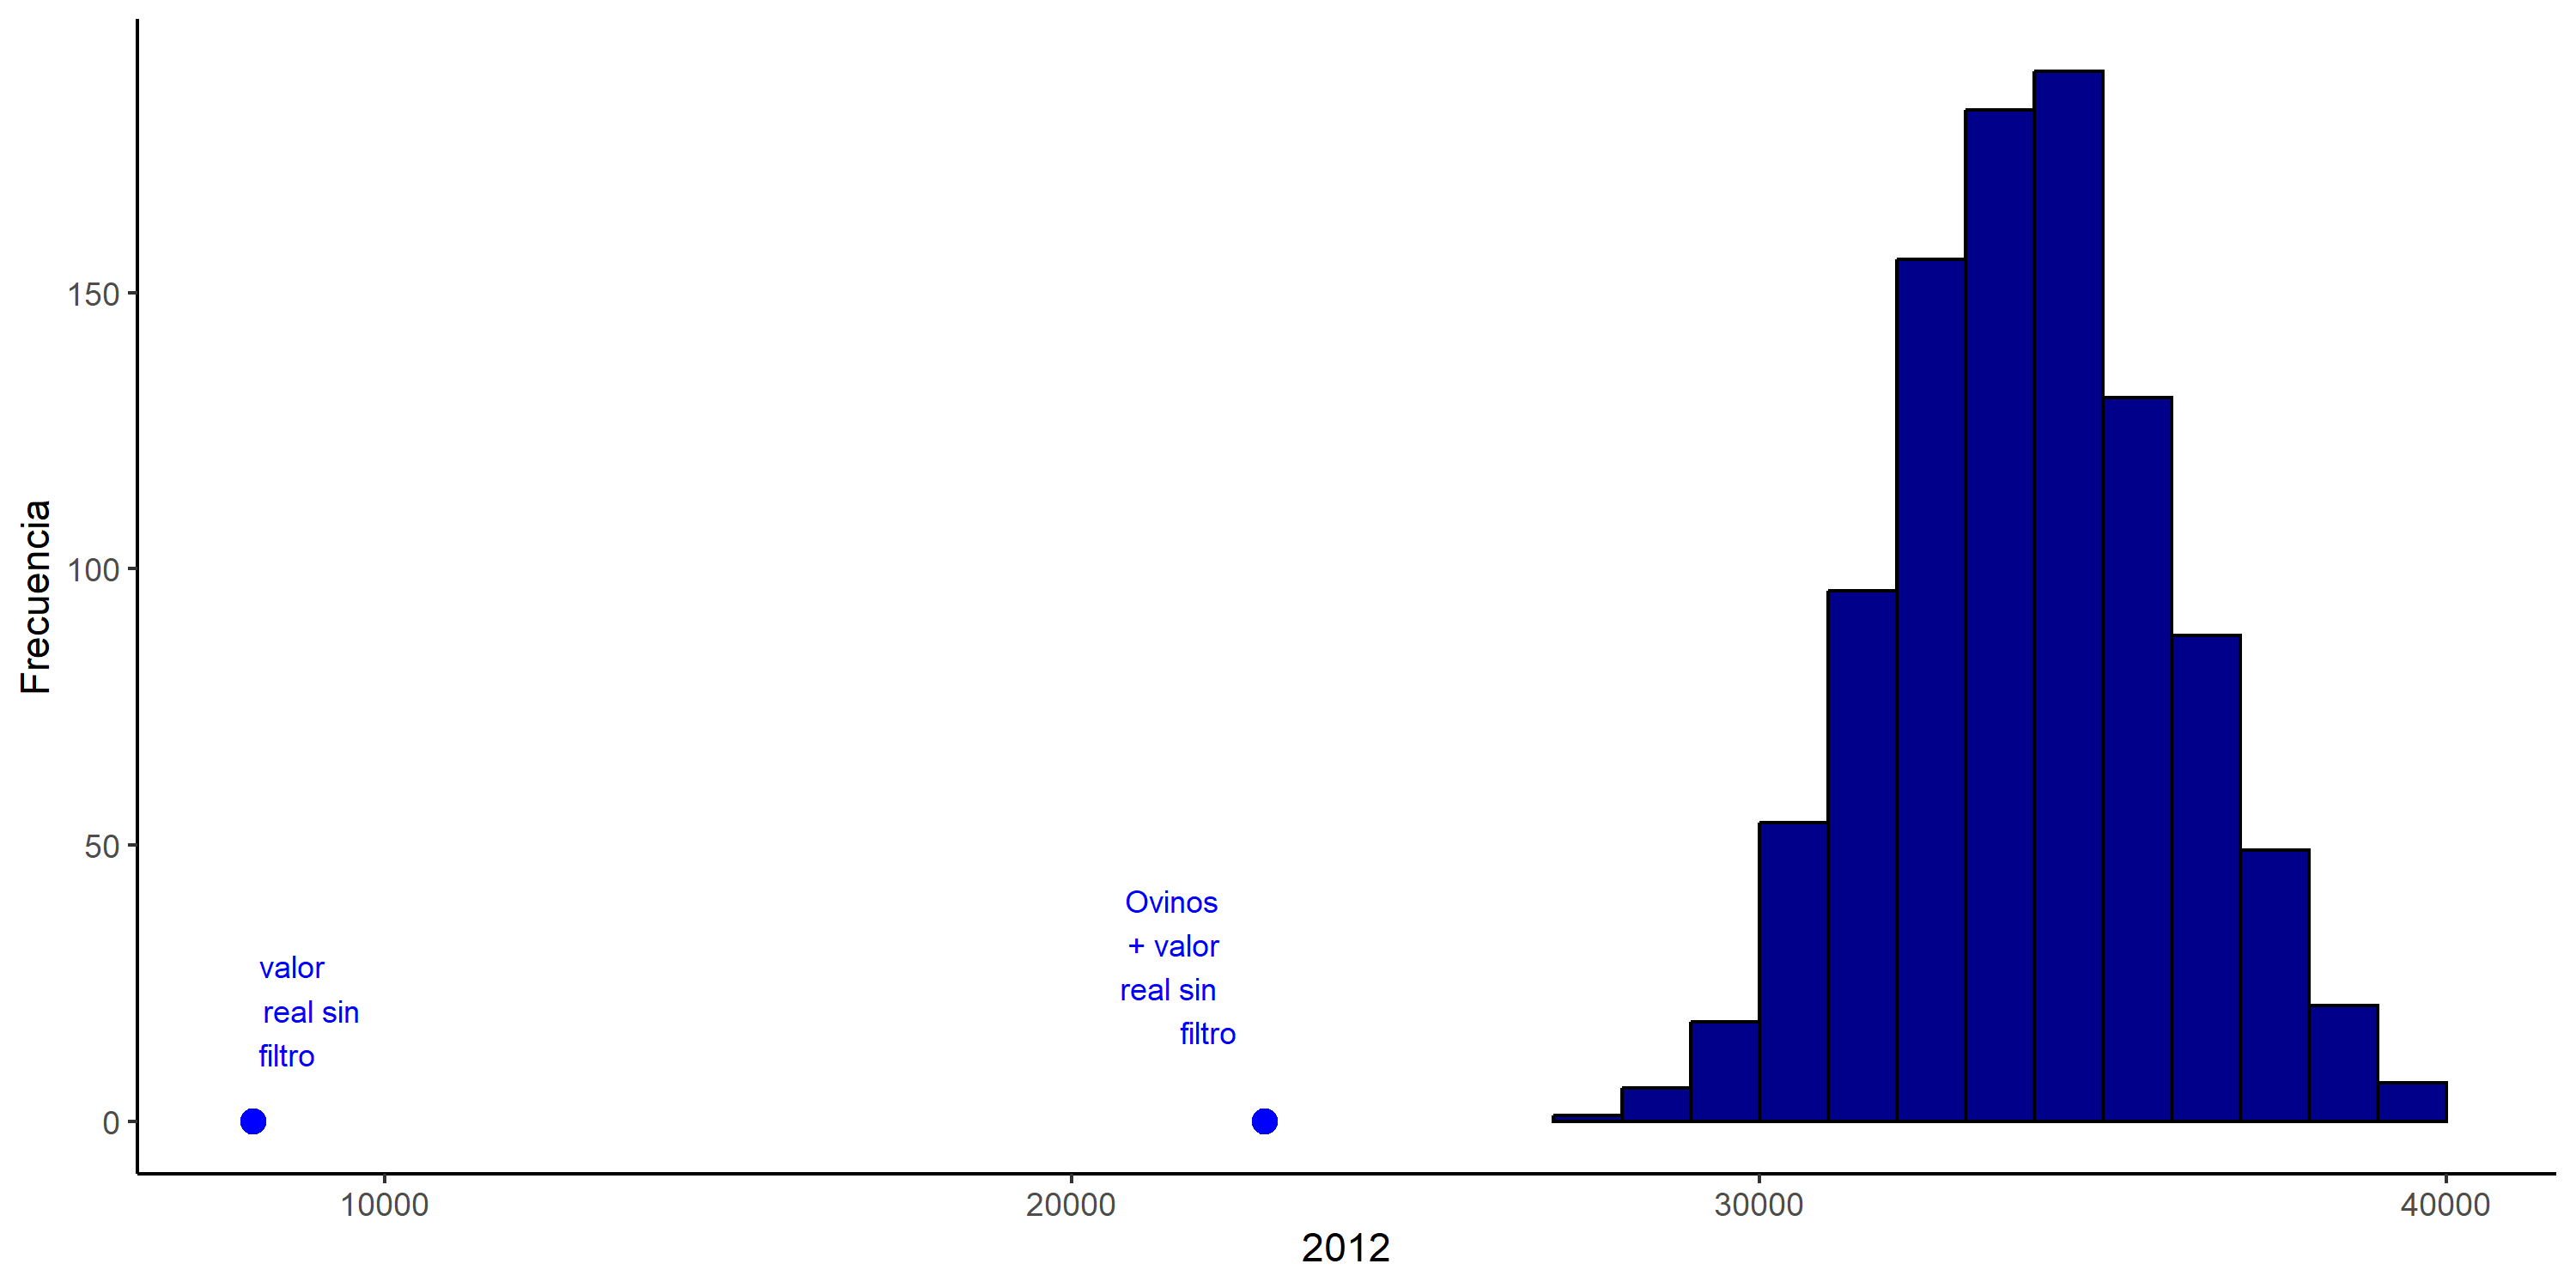 Frecuencia
150
100
50
0
valor
real sin
filtro
Ovinos
+ valor
real sin
filtro
10000
20000
30000
40000
2012